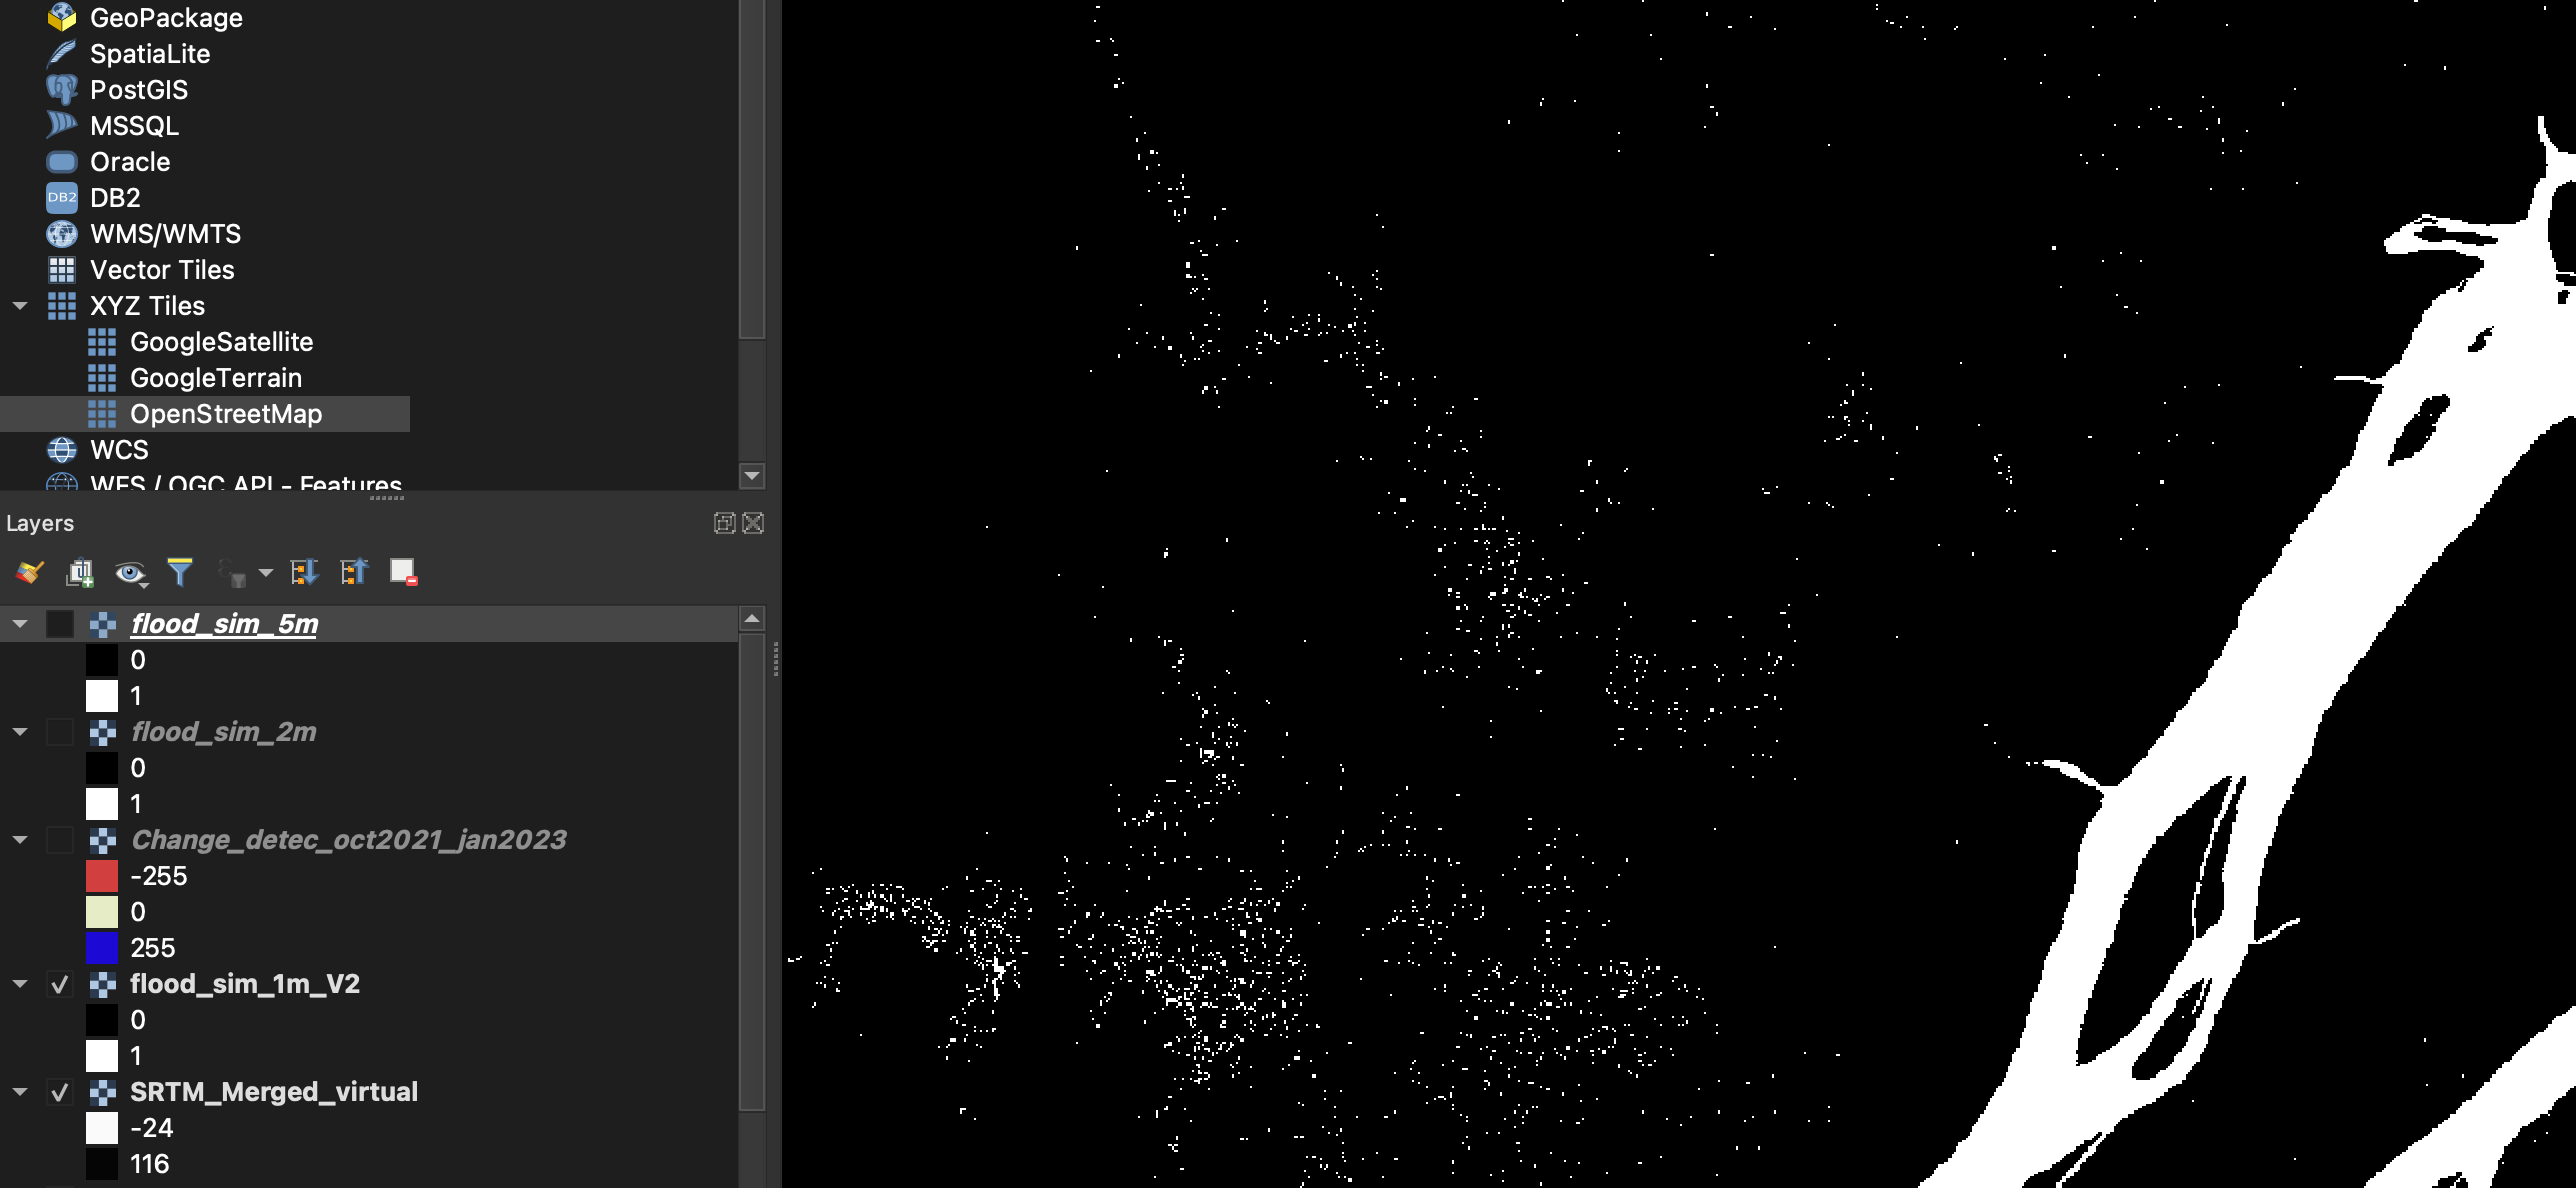 GeoPackage
SpatiaLite
PostGIS
MSSQL
Oracle
DB2 DB2
WMS/WMTS
Vector Tiles
XYZ Tiles
GoogleSatellite
GoogleTerrain
OpenStreetMap
WCS
WFS / OGC API - Features
Layers
flood_sim_5m
0
1
flood_sim_2m
0
1
Change_detec_oct2021_jan2023
-255
0
255
flood_sim_1m_V2
0
1
SRTM_Merged_virtual
-24
116